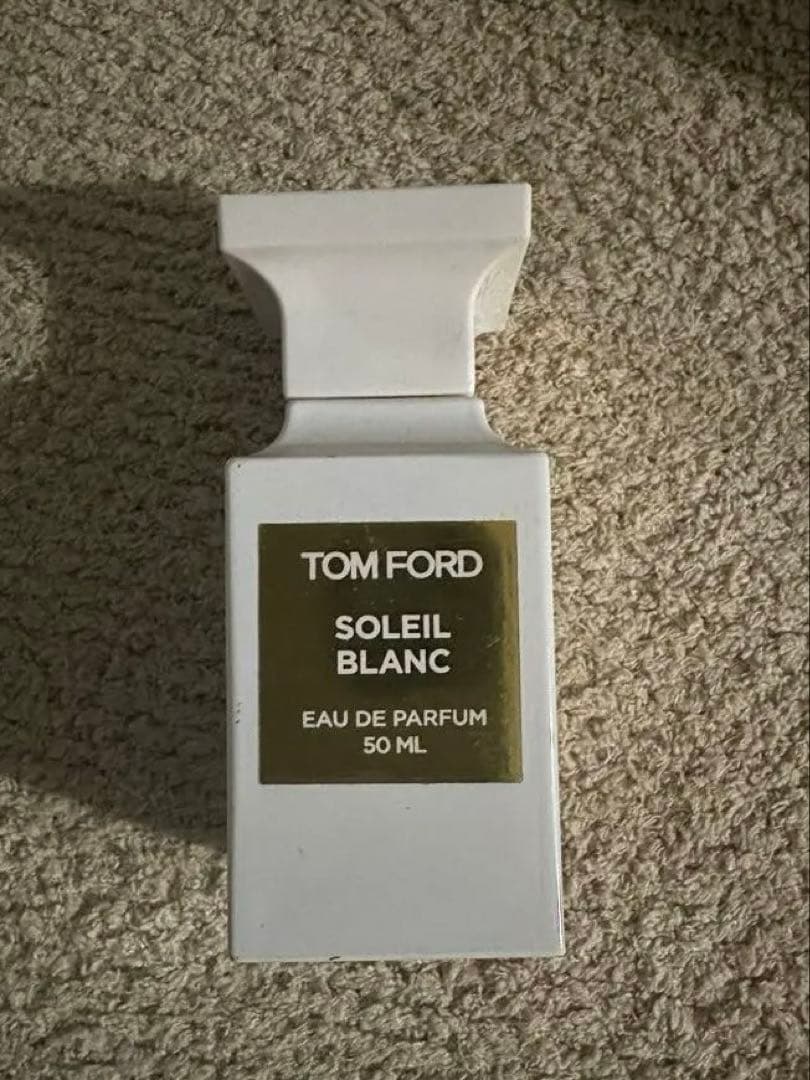 TOM FORD
SOLEIL
BLANC
EAU DE PARFUM
50 ML